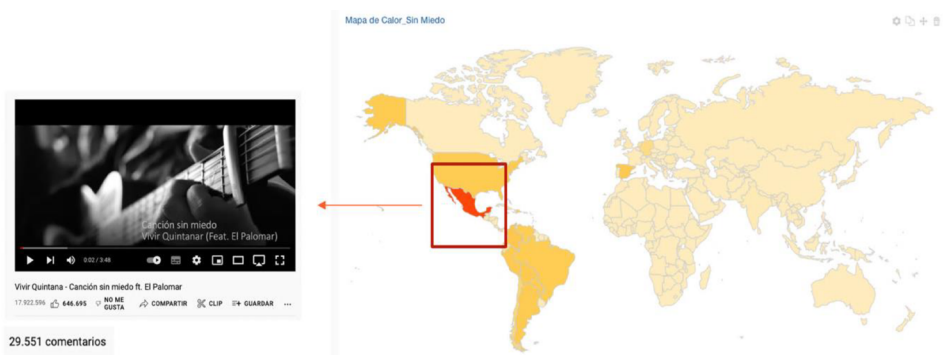 Mapa de Calor_Sin Miedo
Canción sin miedo
Vivir Quintanar (Feat. El Palomar)
0:02 / 3:48
Vivir Quintana - Canción sin miedo ft. El Palomar
17.922.596 646.695 NO ME GUSTA COMPARTIR CLIP GUARDAR ...
29.551 comentarios